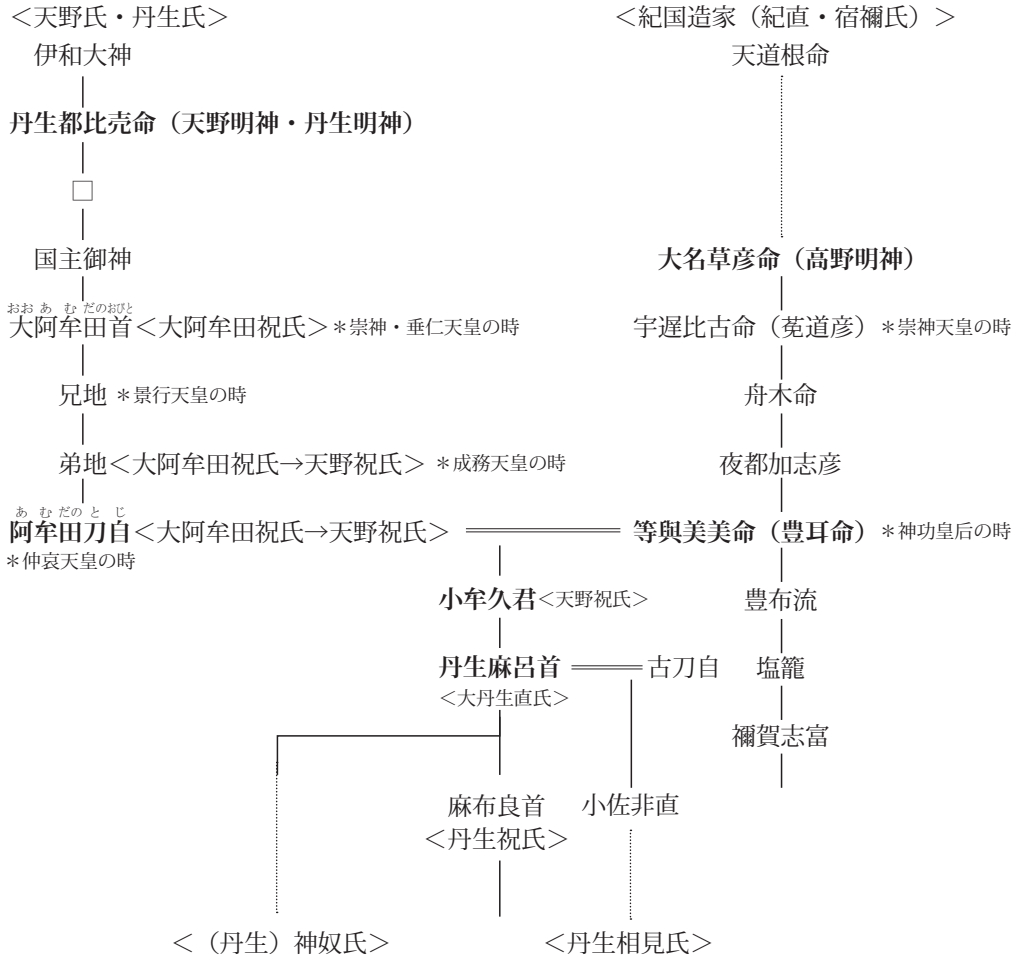 ＜天野氏・丹生氏＞
＜紀国造家（紀直・宿禰氏）＞
伊和大神
天道根命
丹生都比売命（天野明神・丹生明神）
□
国主御神
大名草彦命（高野明神）
おおあむだのおびと
大阿牟田首＜大阿牟田祝氏＞＊崇神・垂仁天皇の時
宇遅比古命（菟道彦）＊崇神天皇の時
兄地＊景行天皇の時
舟木命
弟地＜大阿牟田祝氏→天野祝氏＞＊成務天皇の時
夜都加志彦
あむだのとじ
阿牟田刀自＜大阿牟田祝氏→天野祝氏＞
等與美美命（豊耳命）＊神功皇后の時
＊仲哀天皇の時
小牟久君＜天野祝氏＞
豊布流
丹生麻呂首
古刀自
塩籠
＜大丹生直氏＞
禰賀志富
麻布良首
小佐非直
＜丹生祝氏＞
＜（丹生）神奴氏＞
＜丹生相見氏＞